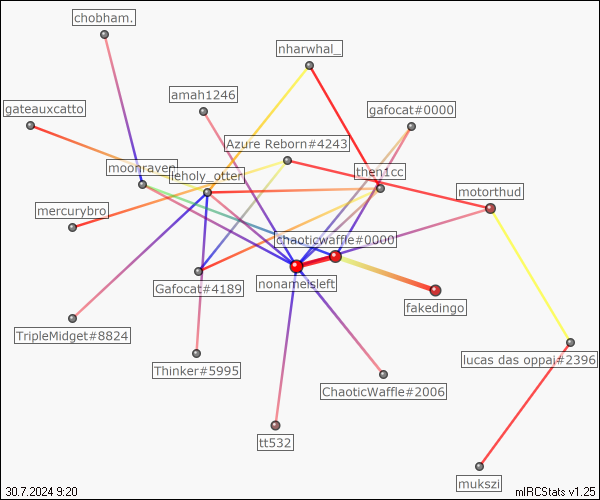 chobham.
nharwhal_
amah1246
gateauxcatto
gafocat#0000
Azure Reborn#4243
moonraven
leholy_otter
then1cc
motorthud
mercurybro
chaoticwaffle#0000
nonameisleft
Gafocat#4189
fakedingo
TripleMidget#8824
lucas das oppai#2396
Thinker#5995
ChaoticWaffle#2006
tt532
mukszi
30.7.2024 9:20
mIRCStats v1.25